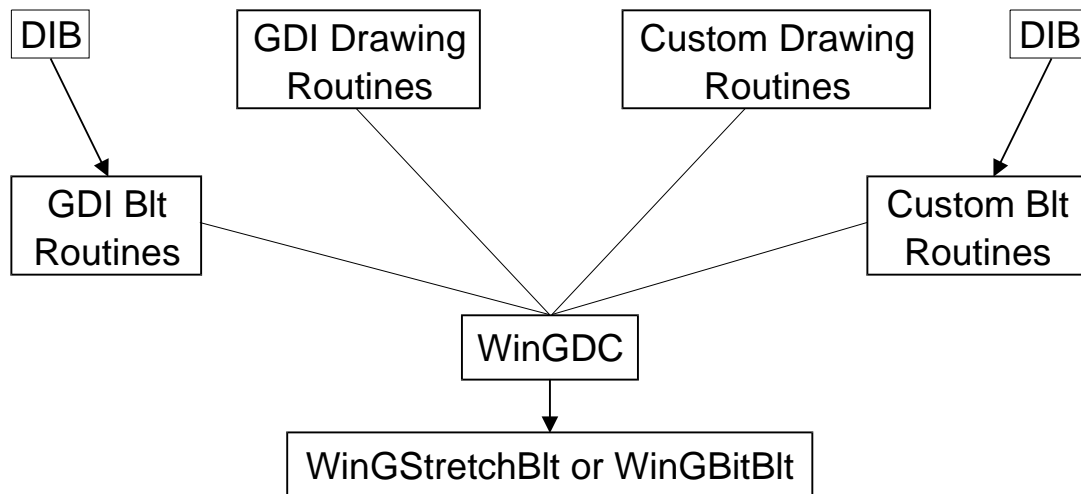 DIB
GDI Drawing
Routines
Custom Drawing
Routines
DIB
GDI Blt
Routines
Custom Blt
Routines
WinGDC
WinGStretchBlt or WinGBitBlt